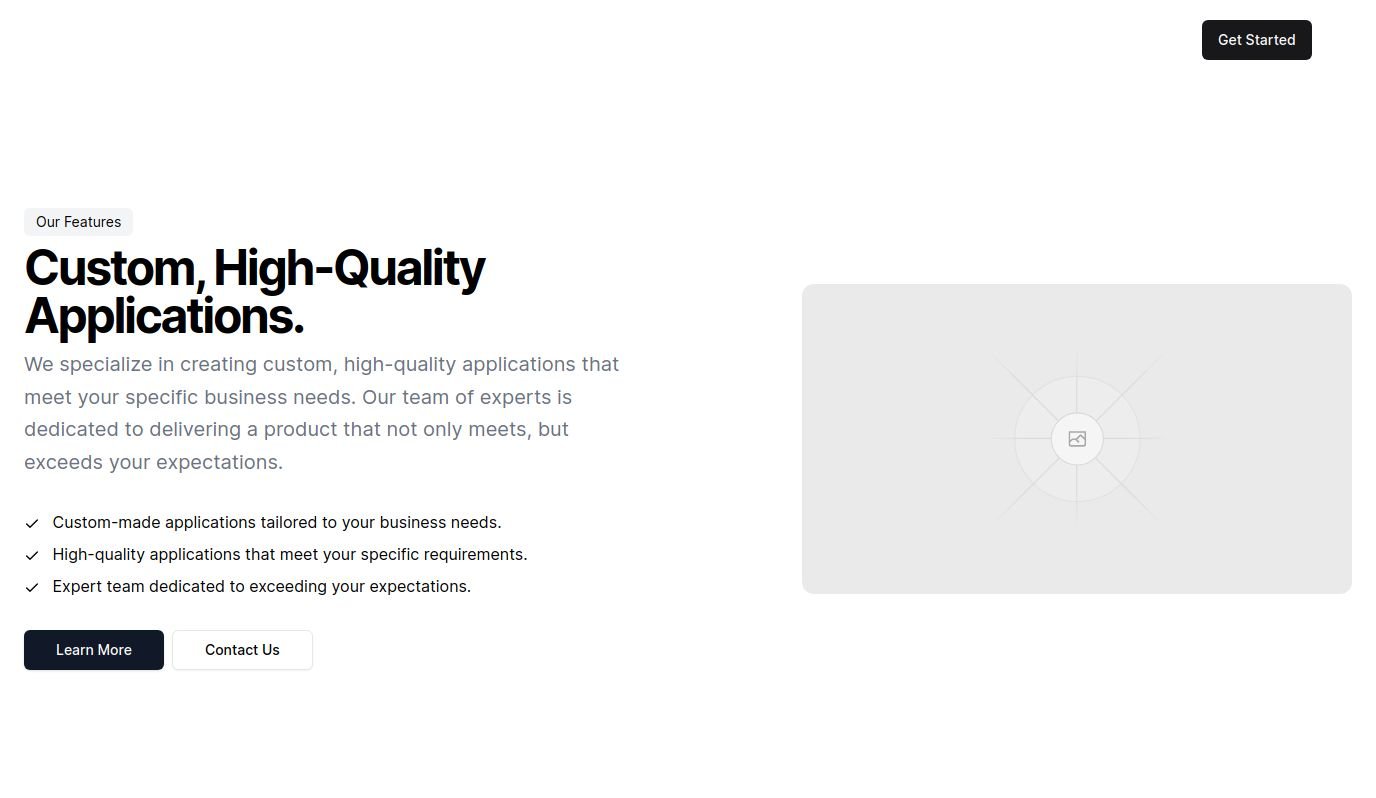 Get Started
Our Features
Custom, High-Quality
Applications.
We specialize in creating custom, high-quality applications that
meet your specific business needs. Our team of experts is
dedicated to delivering a product that not only meets, but
exceeds your expectations.
Custom-made applications tailored to your business needs.
High-quality applications that meet your specific requirements.
Expert team dedicated to exceeding your expectations.
Learn More
Contact Us